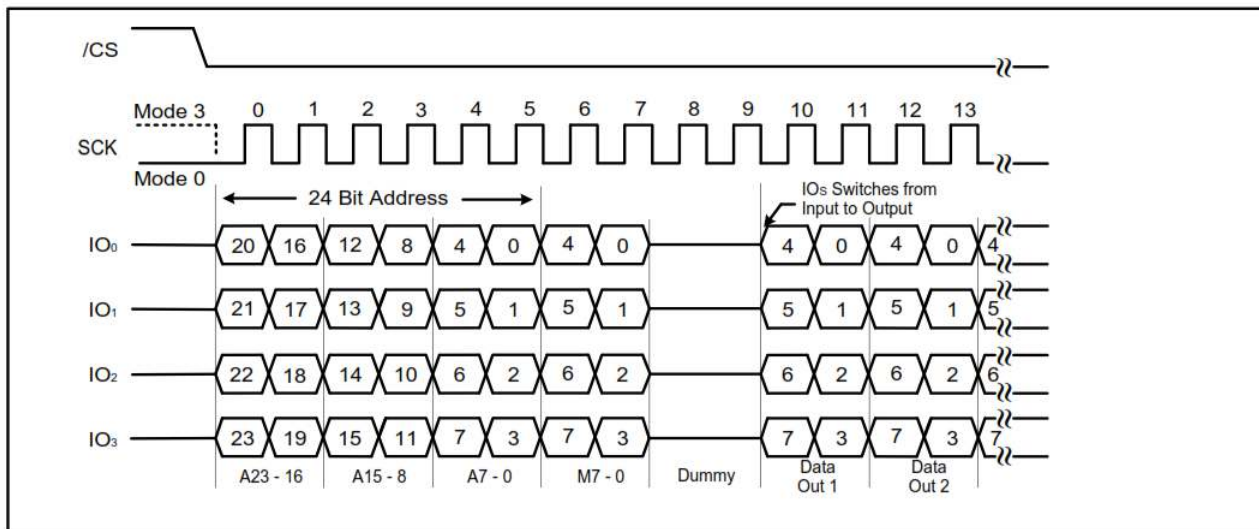 /CS
Mode 3 0 1 2 3 4 5 6 7 8 9 10 11 12 13
SCK
Mode 0
24 Bit Address
IOs Switches from
Input to Output
IO0 20 16 12 8 4 0 4 0 4 0 4 0 4
IO1 21 17 13 9 5 1 5 1 5 1 5 1 5
IO2 22 18 14 10 6 2 6 2 6 2 6 2 6
IO3 23 19 15 11 7 3 7 3 7 3 7 3 7
A23 - 16 A15 - 8 A7 - 0 M7 - 0 Dummy Data Out 1 Data Out 2